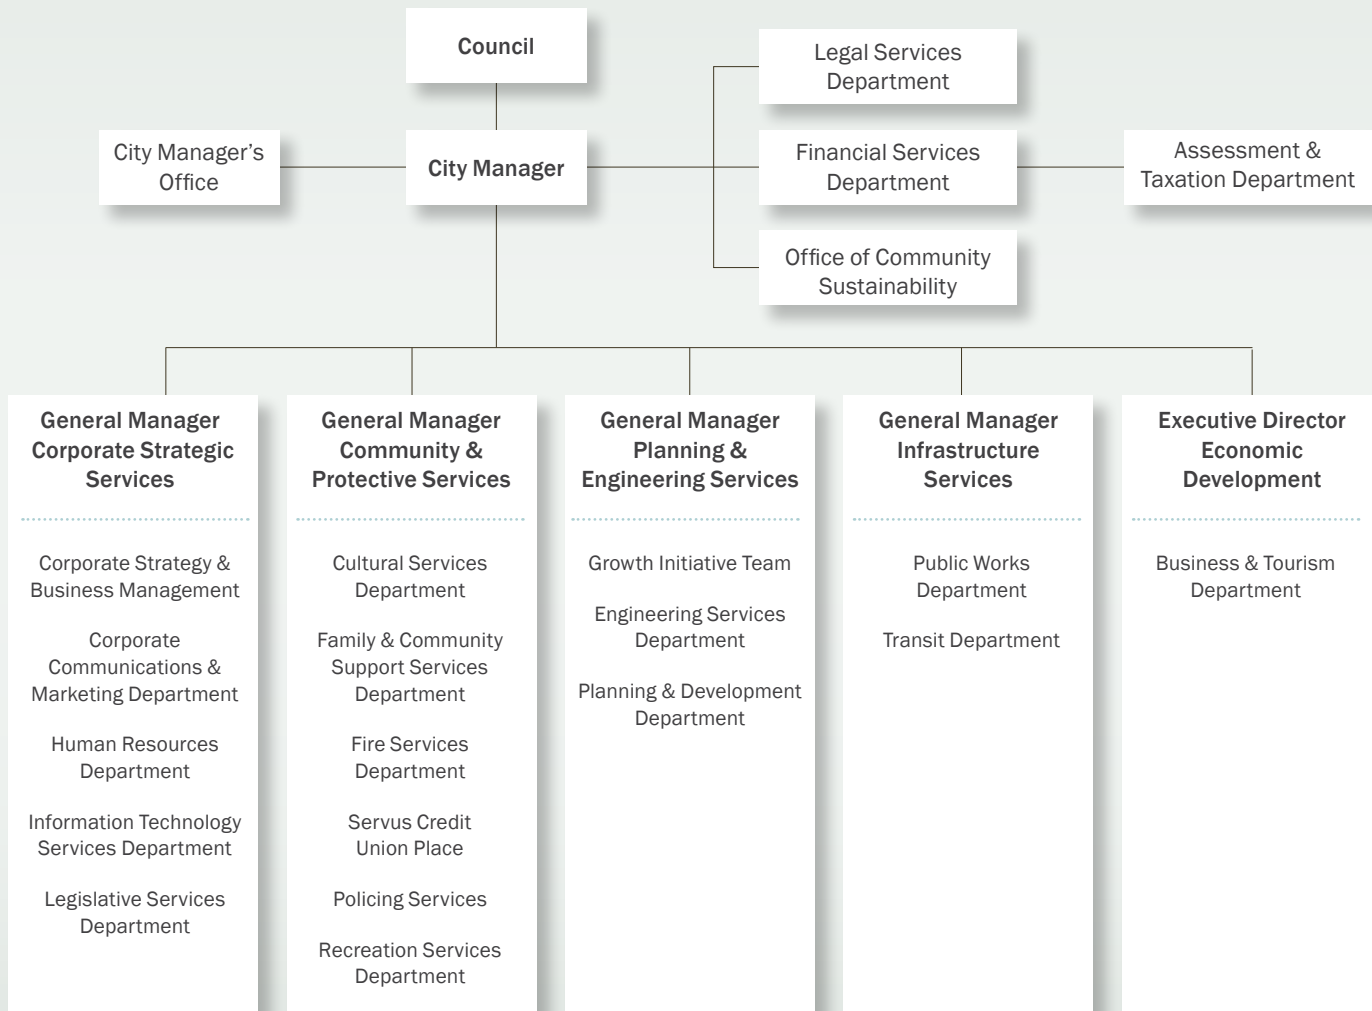 Council
Legal Services
Department
City Manager's
Office
City Manager
Financial Services
Department
Assessment &
Taxation Department
Office of Community
Sustainability
General Manager
Corporate Strategic
Services
Corporate Strategy &
Business Management
Corporate
Communications &
Marketing Department
Human Resources
Department
Information Technology
Services Department
Legislative Services
Department
General Manager
Community &
Protective Services
Cultural Services
Department
Family & Community
Support Services
Department
Fire Services
Department
Servus Credit
Union Place
Policing Services
Recreation Services
Department
General Manager
Planning &
Engineering Services
Growth Initiative Team
Engineering Services
Department
Planning & Development
Department
General Manager
Infrastructure
Services
Public Works
Department
Transit Department
Executive Director
Economic
Development
Business & Tourism
Department